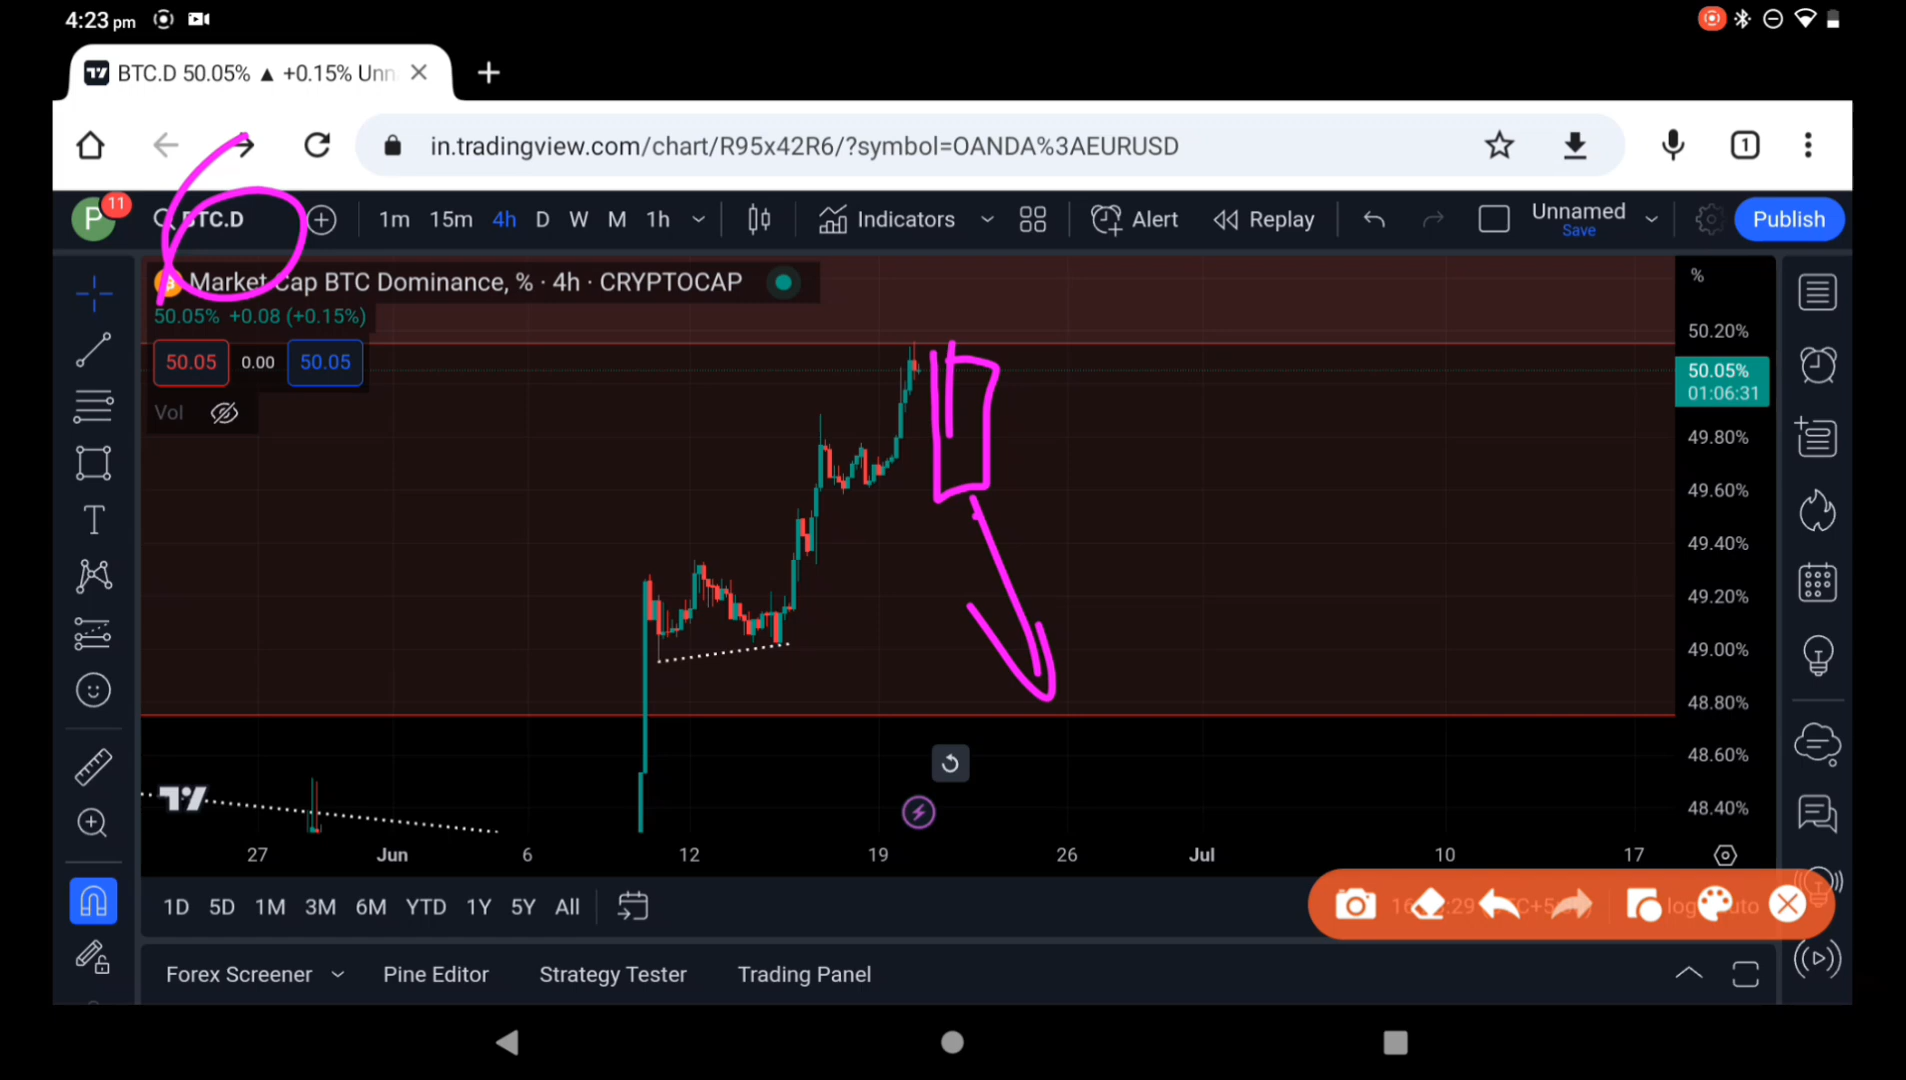 4:23 pm
BTC.D 50.05% ▲ +0.15% Unn
in.tradingview.com/chart/R95x42R6/?symbol=OANDA%3AEURUSD
P 11 BTC.D 1m 15m 4h D W M 1h Indicators Alert Replay Unnamed Save Publish
Market Cap BTC Dominance, % · 4h · CRYPTOCAP
50.05% +0.08 (+0.15%)
50.05 0.00 50.05
Vol
%
50.20%
50.05%
01:06:31
49.80%
49.60%
49.40%
49.20%
49.00%
48.80%
48.60%
48.40%
27 Jun 6 12 19 26 Jul 10 17
1D 5D 1M 3M 6M YTD 1Y 5Y All
Forex Screener Pine Editor Strategy Tester Trading Panel